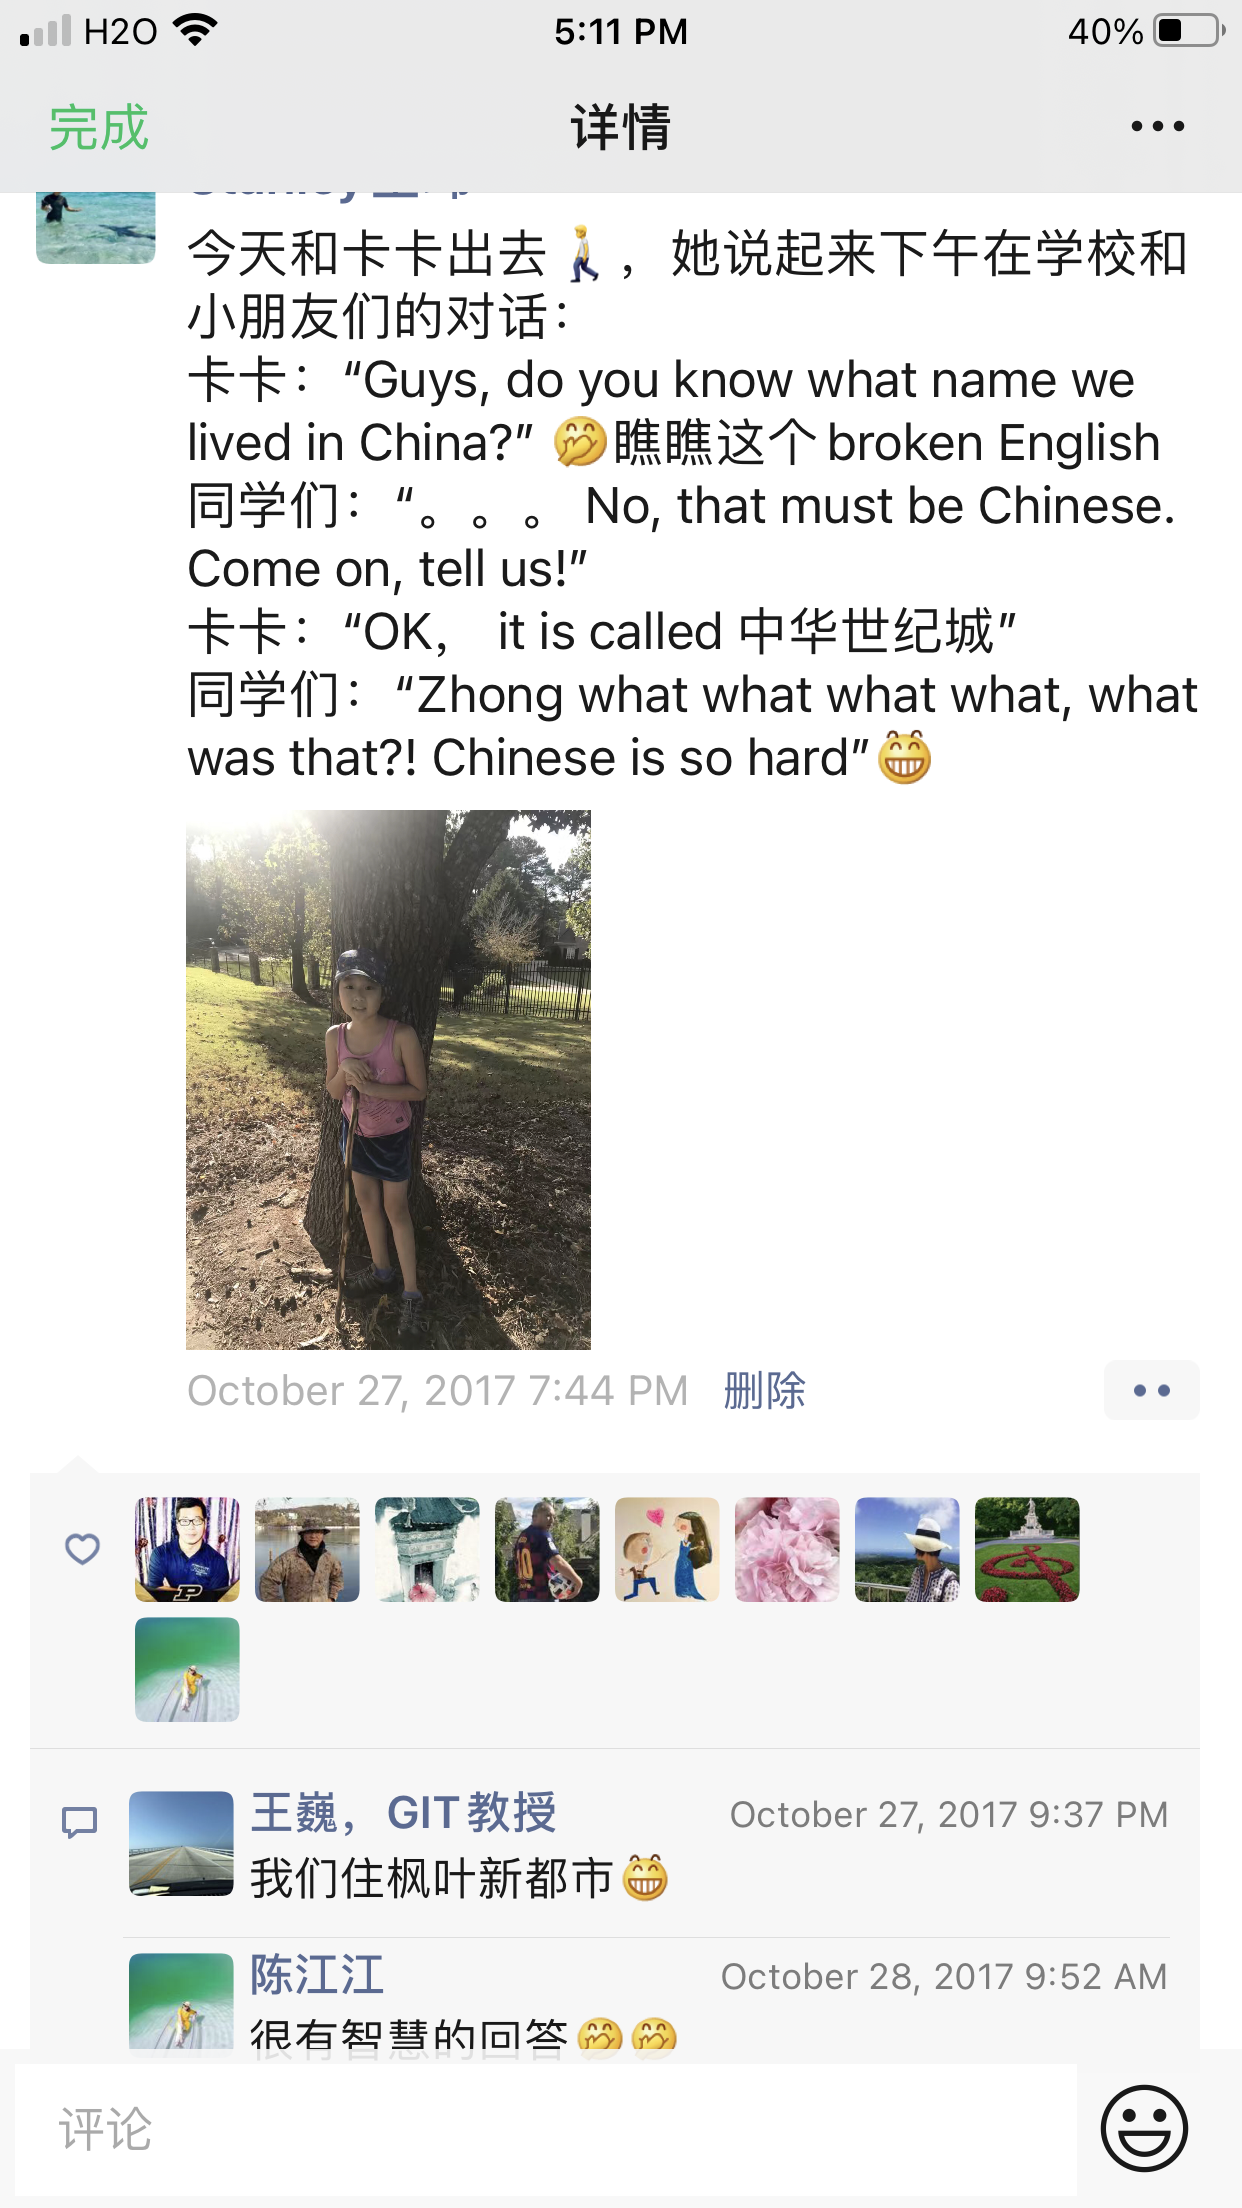 H2O 5:11 PM 40%
完成 详情
今天和卡卡出去🚶，她说起来下午在学校和
小朋友们的对话：
卡卡：“Guys, do you know what name we
lived in China?” 🤭瞧瞧这个broken English
同学们：“。。。 No, that must be Chinese.
Come on, tell us!”
卡卡：“OK， it is called 中华世纪城”
同学们：“Zhong what what what what, what
was that?! Chinese is so hard”😁
October 27, 2017 7:44 PM 删除
王巍，GIT教授 October 27, 2017 9:37 PM
我们住枫叶新都市😁
陈江江 October 28, 2017 9:52 AM
很有智慧的回答🤭🤭
评论